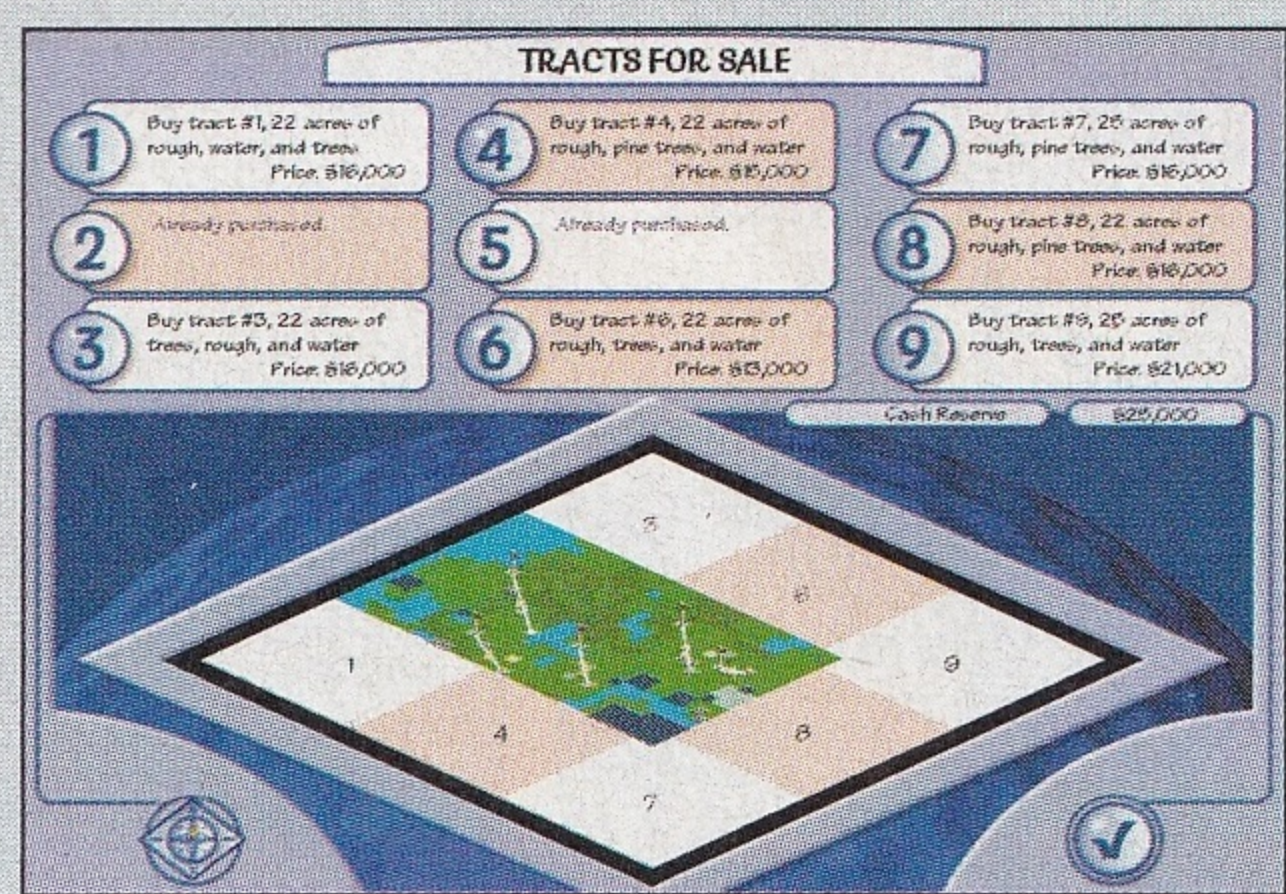 TRACTS FOR SALE
1
Buy tract #1, 22 acres of
rough, water, and trees
Price: $16,000
2
Already purchased.
3
Buy tract #3, 22 acres of
trees, rough, and water
Price: $16,000
4
Buy tract #4, 22 acres of
rough, pine trees, and water
Price: $15,000
5
Already purchased.
6
Buy tract #6, 22 acres of
rough, trees, and water
Price: $13,000
7
Buy tract #7, 25 acres of
rough, pine trees, and water
Price: $16,000
8
Buy tract #8, 22 acres of
rough, pine trees, and water
Price: $16,000
9
Buy tract #9, 25 acres of
rough, trees, and water
Price: $21,000
Cash Reserve
3
6
1
9
4
8
7